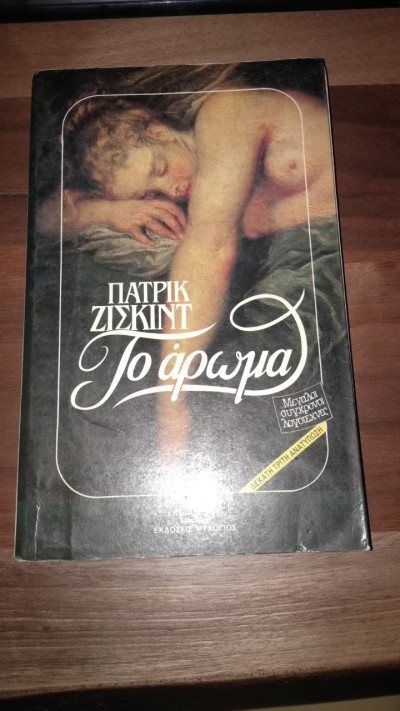 ΠΑΤΡΙΚ
ΖΙΣΚΙΝΤ
Το άρωμα
Μεγάλοι
σύγχρονοι
λογοτέχνες
ΔΕΚΑΤΗ ΤΡΙΤΗ ΑΝΑΤΥΠΩΣΗ
ΕΚΔΟΣΕΙΣ ΨΥΧΟΓΙΟΣ